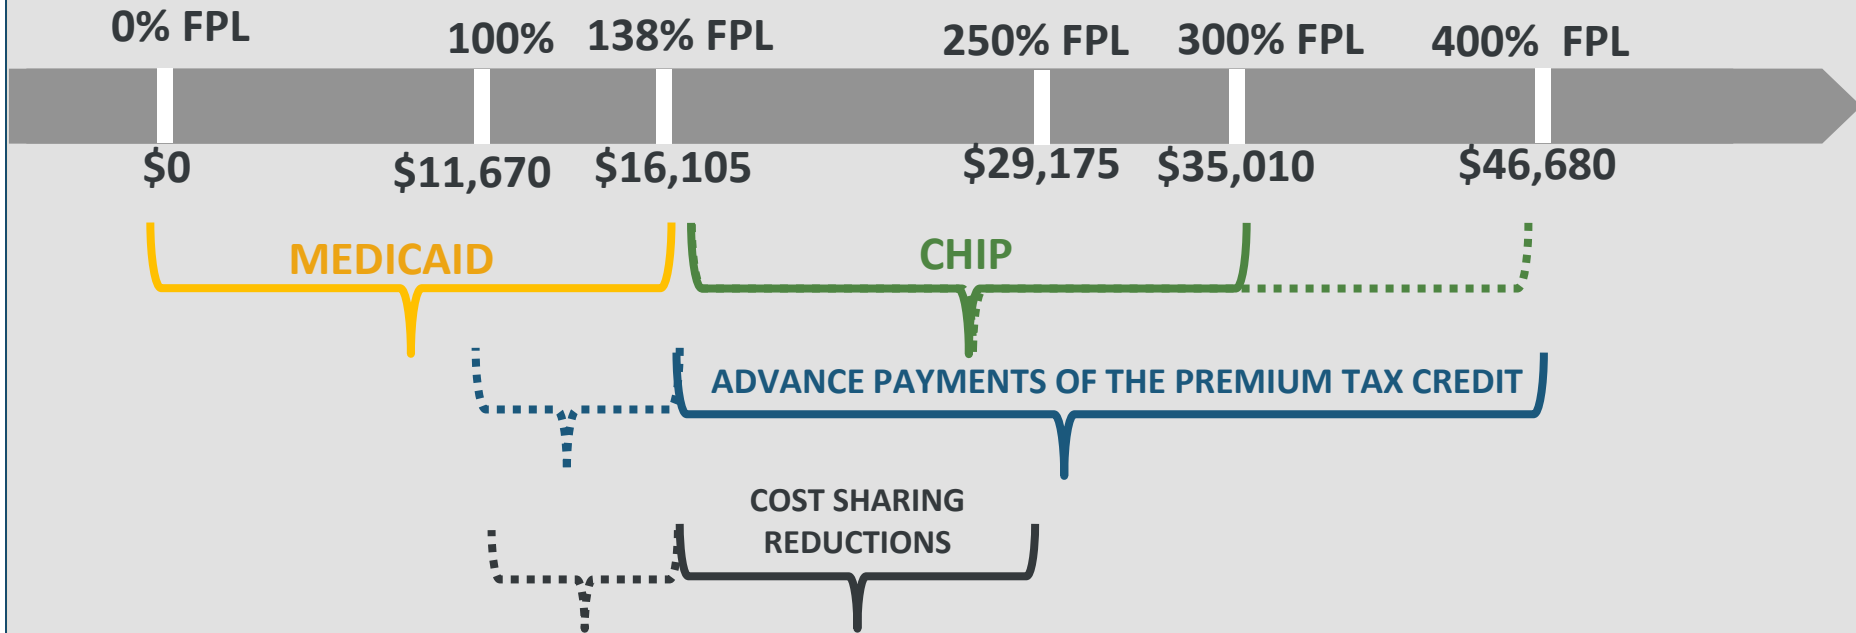 0% FPL
100%
138% FPL
250% FPL
300% FPL
400% FPL
$0
$11,670
$16,105
$29,175
$35,010
$46,680
MEDICAID
CHIP
ADVANCE PAYMENTS OF THE PREMIUM TAX CREDIT
COST SHARING
REDUCTIONS